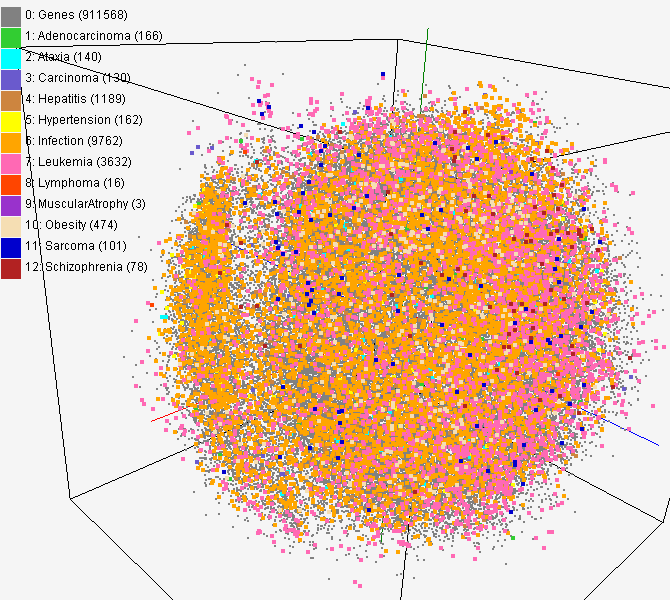 0: Genes (911568)
1: Adenocarcinoma (166)
2: Ataxia (140)
3: Carcinoma (130)
4: Hepatitis (1189)
5: Hypertension (162)
6: Infection (9762)
7: Leukemia (3632)
8: Lymphoma (16)
9: MuscularAtrophy (3)
10: Obesity (474)
11: Sarcoma (101)
12: Schizophrenia (78)